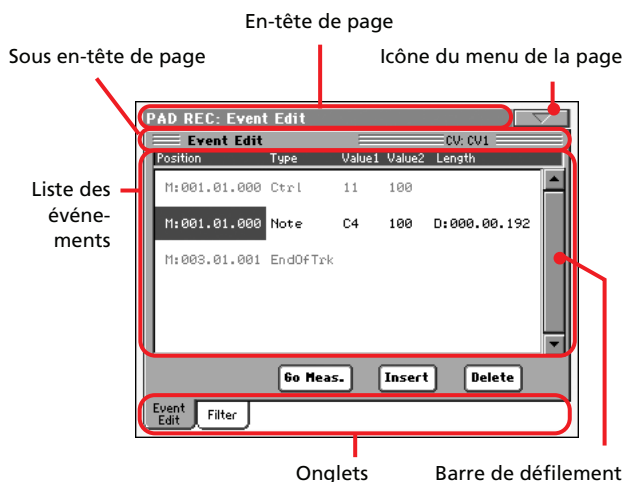 En-tête de page
Sous en-tête de page
Icône du menu de la page
PAD REC: Event Edit
Event Edit
CV: CV1
Position Type Value1 Value2 Length
M:001.01.000 Ctrl 11 100
M:001.01.000 Note C4 100 D:000.00.192
M:003.01.001 EndOfTrk
Liste des
événe-
ments
Go Meas. Insert Delete
Event
Edit
Filter
Onglets
Barre de défilement